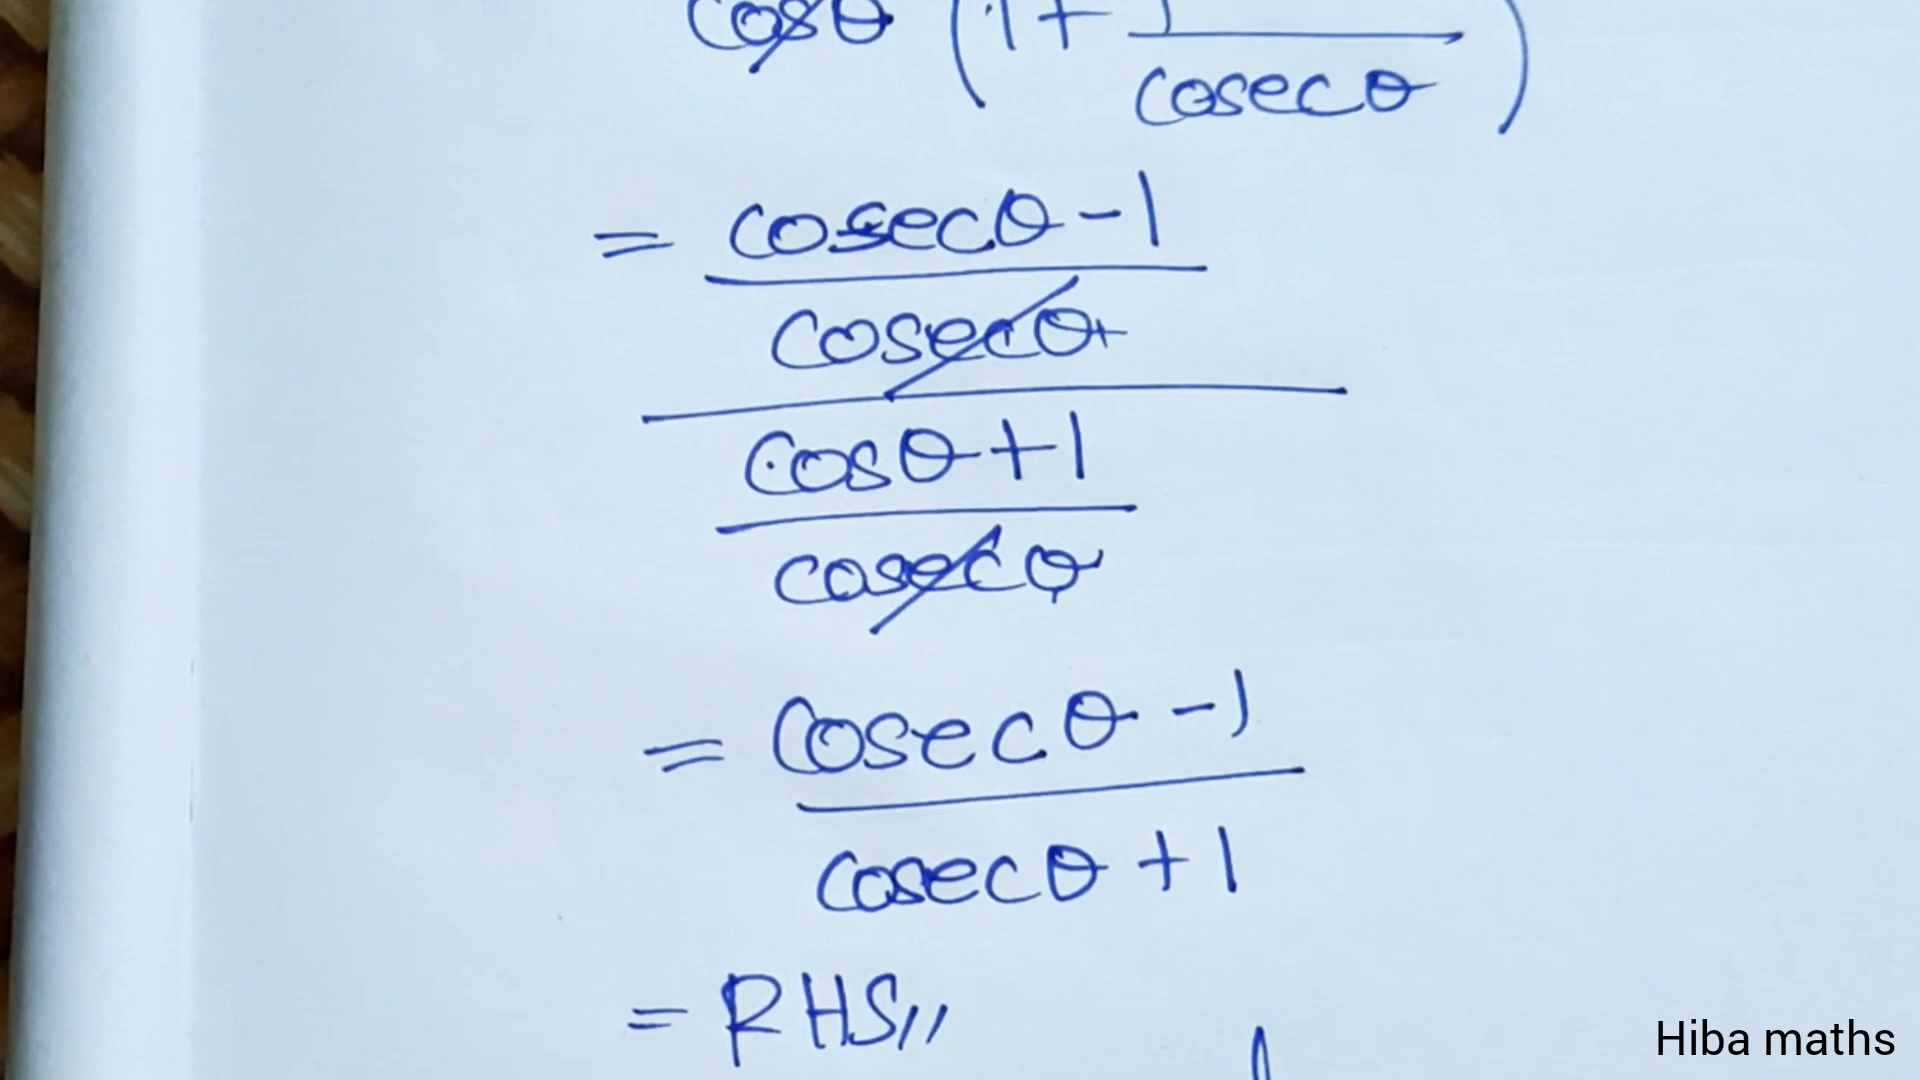 cosθ (1 + 1
cosecθ )
= cosecθ - 1
cosecθ
cosθ + 1
cosecθ
= cosecθ - 1
cosecθ + 1
= RHS//
Hiba maths